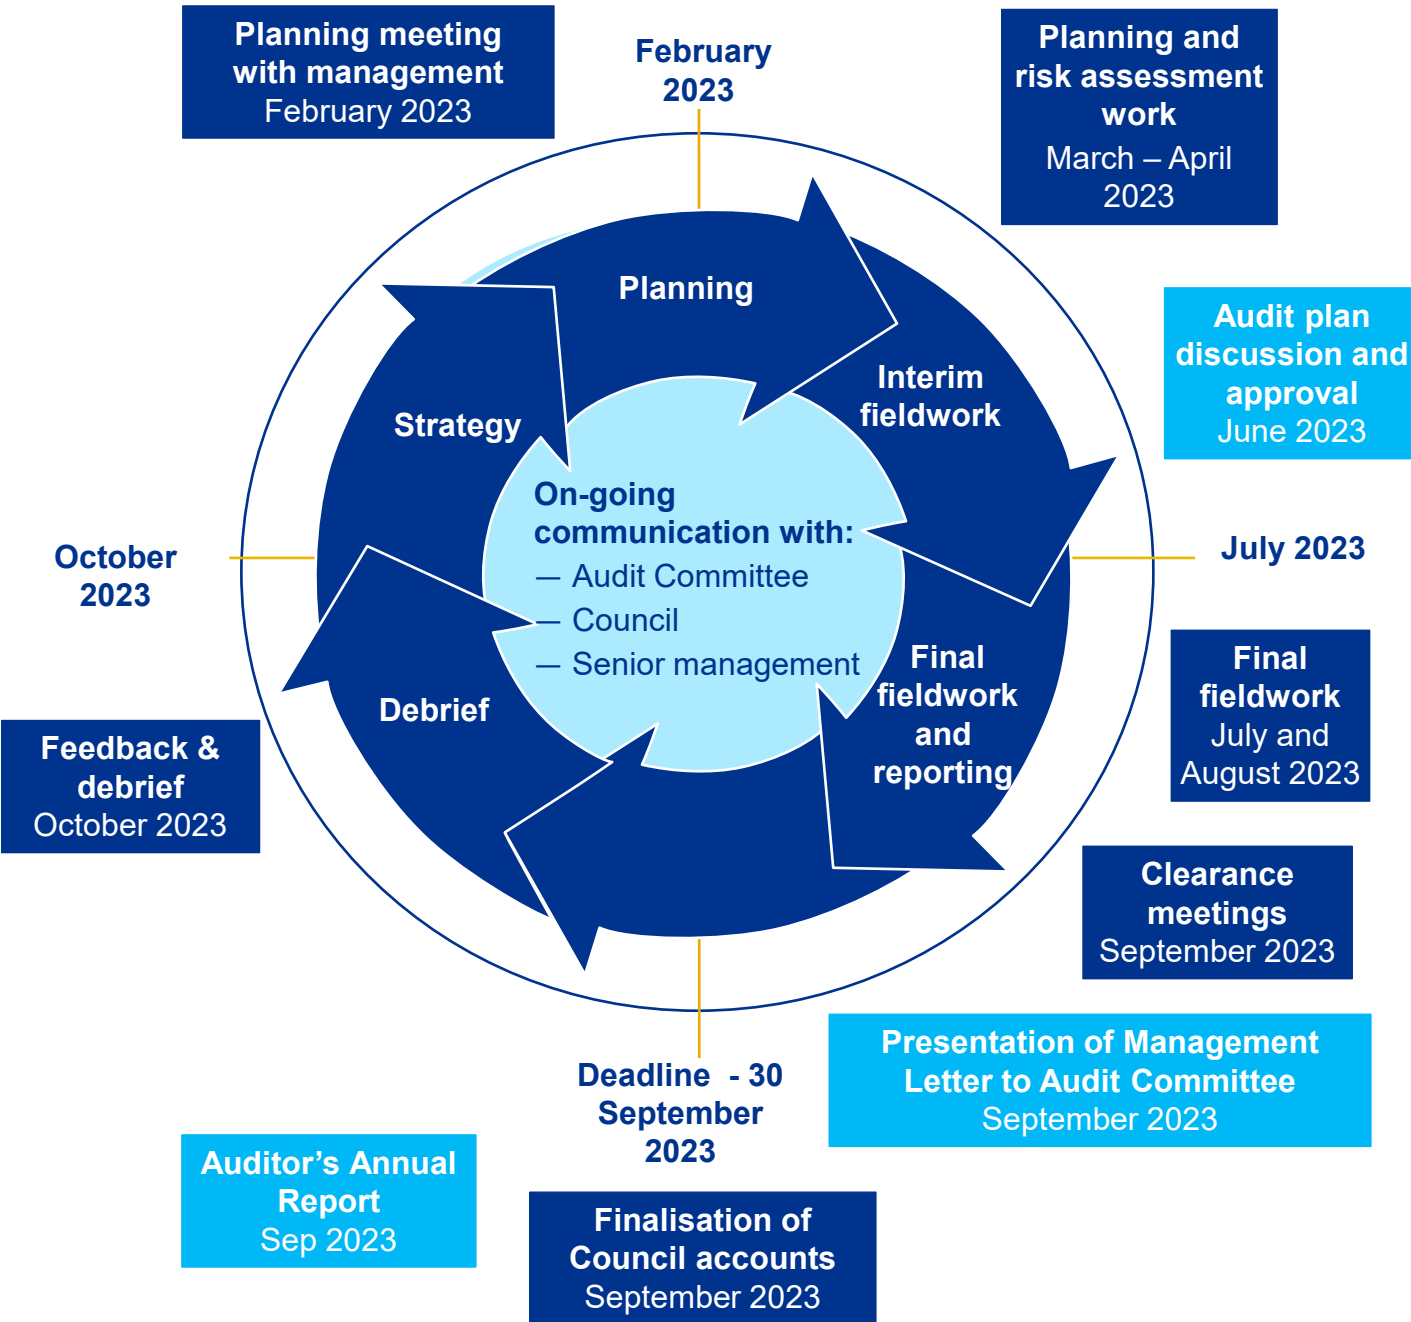 Planning meeting
with management
February 2023
February
2023
Planning and
risk assessment
work
March – April
2023
Audit plan
discussion and
approval
June 2023
July 2023
Final
fieldwork
July and
August 2023
Clearance
meetings
September 2023
Presentation of Management
Letter to Audit Committee
September 2023
Deadline - 30
September
2023
Finalisation of
Council accounts
September 2023
Auditor’s Annual
Report
Sep 2023
Feedback &
debrief
October 2023
October
2023
Planning
Interim
fieldwork
Final
fieldwork
and
reporting
Debrief
Strategy
On-going
communication with:
— Audit Committee
— Council
— Senior management